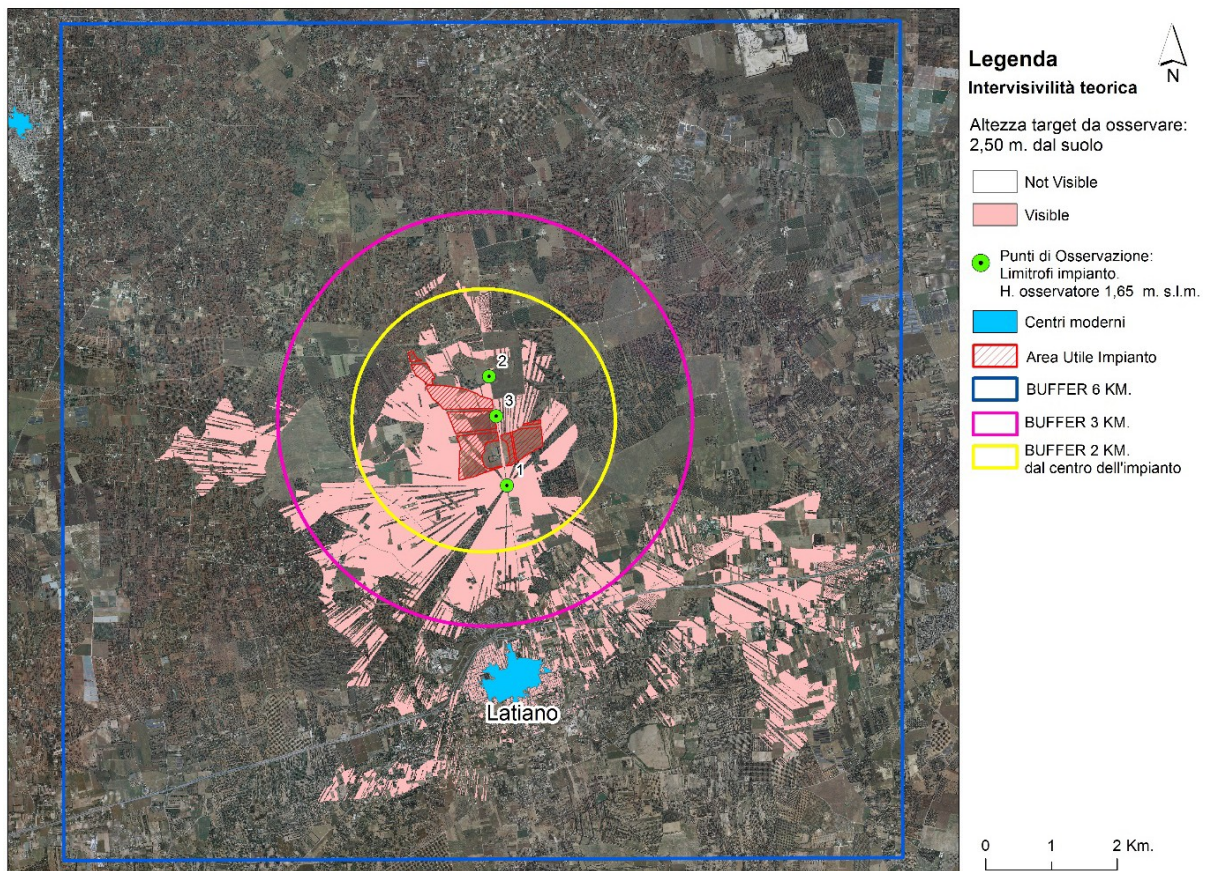 Legenda
N
Intervisivilità teorica
Altezza target da osservare:
2,50 m. dal suolo
Not Visible
Visible
Punti di Osservazione:
Limitrofi impianto.
H. osservatore 1,65 m. s.l.m.
Centri moderni
Area Utile Impianto
BUFFER 6 KM.
BUFFER 3 KM.
BUFFER 2 KM.
dal centro dell'impianto
2
3
1
Latiano
0 1 2 Km.